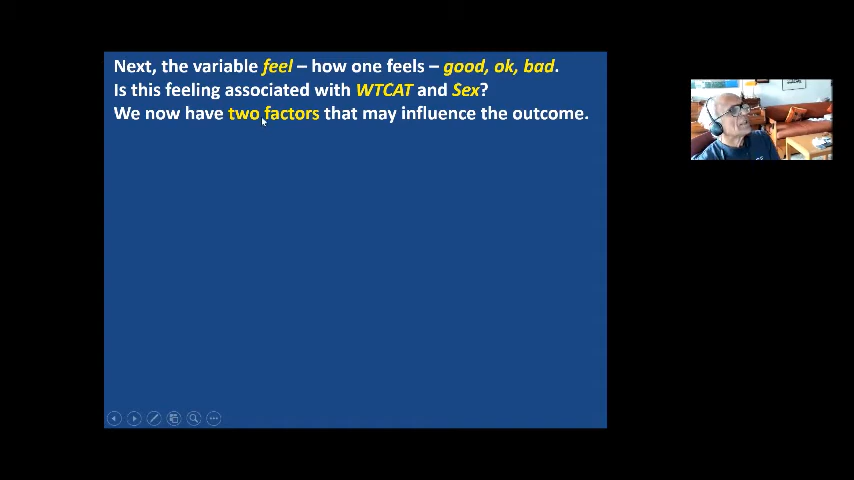 Next, the variable feel – how one feels – good, ok, bad.
Is this feeling associated with WTCAT and Sex?
We now have two factors that may influence the outcome.